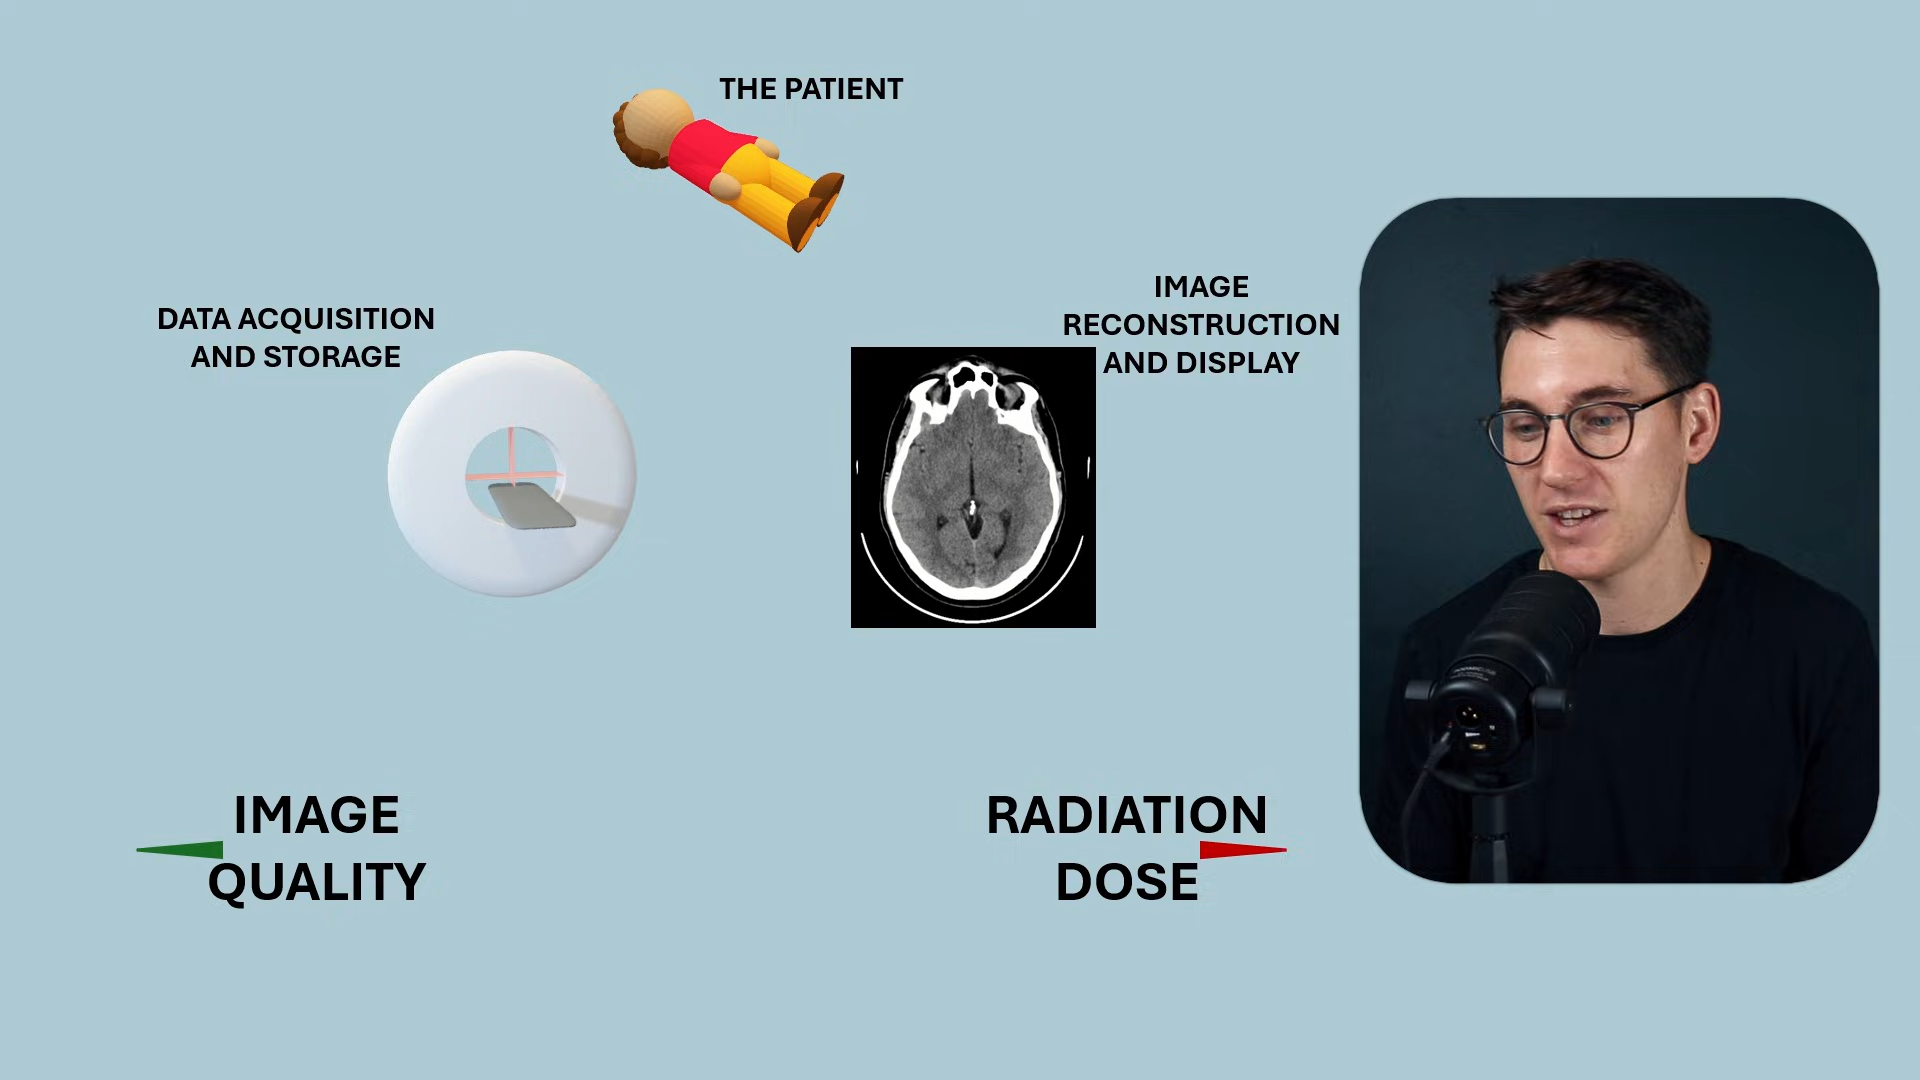 THE PATIENT
DATA ACQUISITION
AND STORAGE
IMAGE
RECONSTRUCTION
AND DISPLAY
IMAGE
QUALITY
RADIATION
DOSE